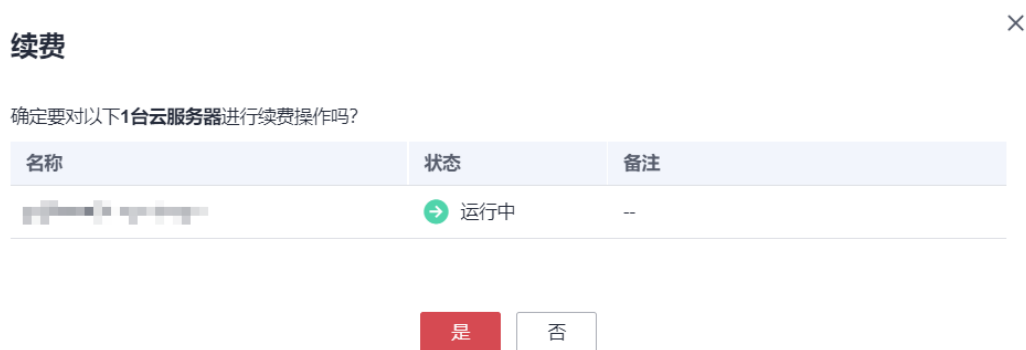 续费
确定要对以下1台云服务器进行续费操作吗?
名称 状态 备注
运行中 --
是 否